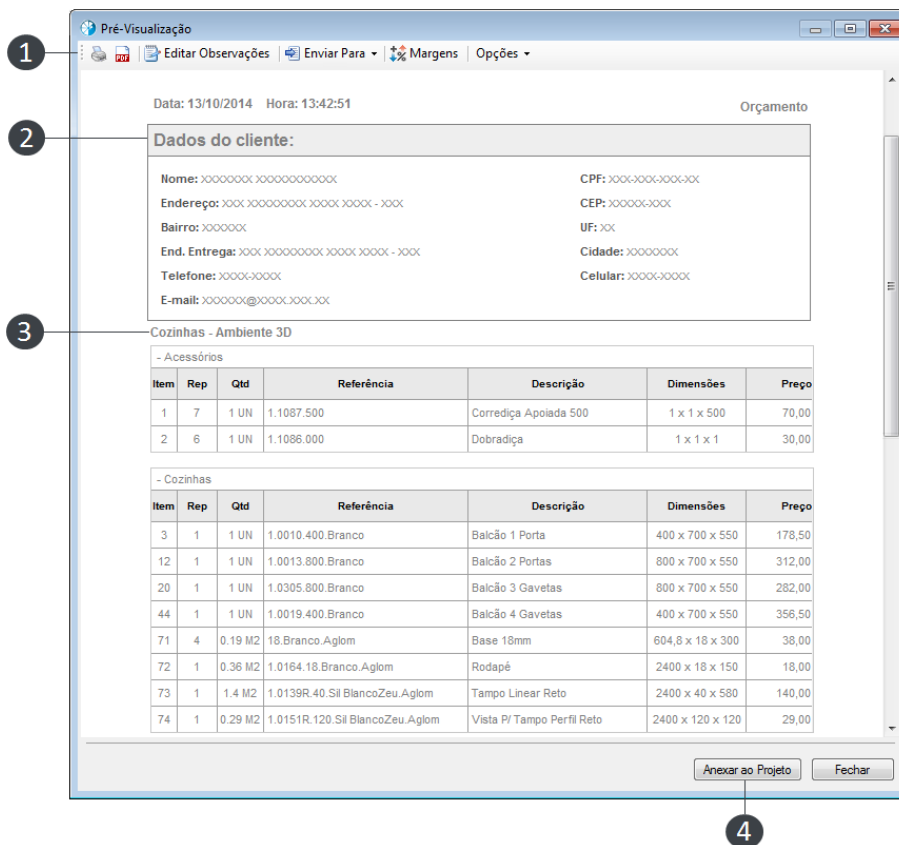 Pré-Visualização
1
PDF Editar Observações Enviar Para Margens Opções
Data: 13/10/2014 Hora: 13:42:51
Orçamento
2
Dados do cliente:
Nome: XXXXXXX XXXXXXXXXXX CPF: XXX-XXX-XXX-XX
Endereço: XXX XXXXXXXX XXXX XXXX - XXX CEP: XXXXX-XXX
Bairro: XXXXXX UF: XX
End. Entrega: XXX XXXXXXXX XXXX XXXX - XXX Cidade: XXXXXXX
Telefone: XXXX-XXXX Celular: XXXX-XXXX
E-mail: XXXXXX@XXXX.XXX.XX
3
Cozinhas - Ambiente 3D
- Acessórios
Item Rep Qtd Referência Descrição Dimensões Preço
1 7 1 UN 1.1087.500 Corrediça Apoiada 500 1 x 1 x 500 70,00
2 6 1 UN 1.1086.000 Dobradiça 1 x 1 x 1 30,00
- Cozinhas
Item Rep Qtd Referência Descrição Dimensões Preço
3 1 1 UN 1.0010.400.Branco Balcão 1 Porta 400 x 700 x 550 178,50
12 1 1 UN 1.0013.800.Branco Balcão 2 Portas 800 x 700 x 550 312,00
20 1 1 UN 1.0305.800.Branco Balcão 3 Gavetas 800 x 700 x 550 282,00
44 1 1 UN 1.0019.400.Branco Balcão 4 Gavetas 400 x 700 x 550 356,50
71 4 0.19 M2 18.Branco.Aglom Base 18mm 604,8 x 18 x 300 38,00
72 1 0.36 M2 1.0164.18.Branco.Aglom Rodapé 2400 x 18 x 150 18,00
73 1 1.4 M2 1.0139R.40.Sil BlancoZeu.Aglom Tampo Linear Reto 2400 x 40 x 580 140,00
74 1 0.29 M2 1.0151R.120.Sil BlancoZeu.Aglom Vista P/ Tampo Perfil Reto 2400 x 120 x 120 29,00
Anexar ao Projeto Fechar
4